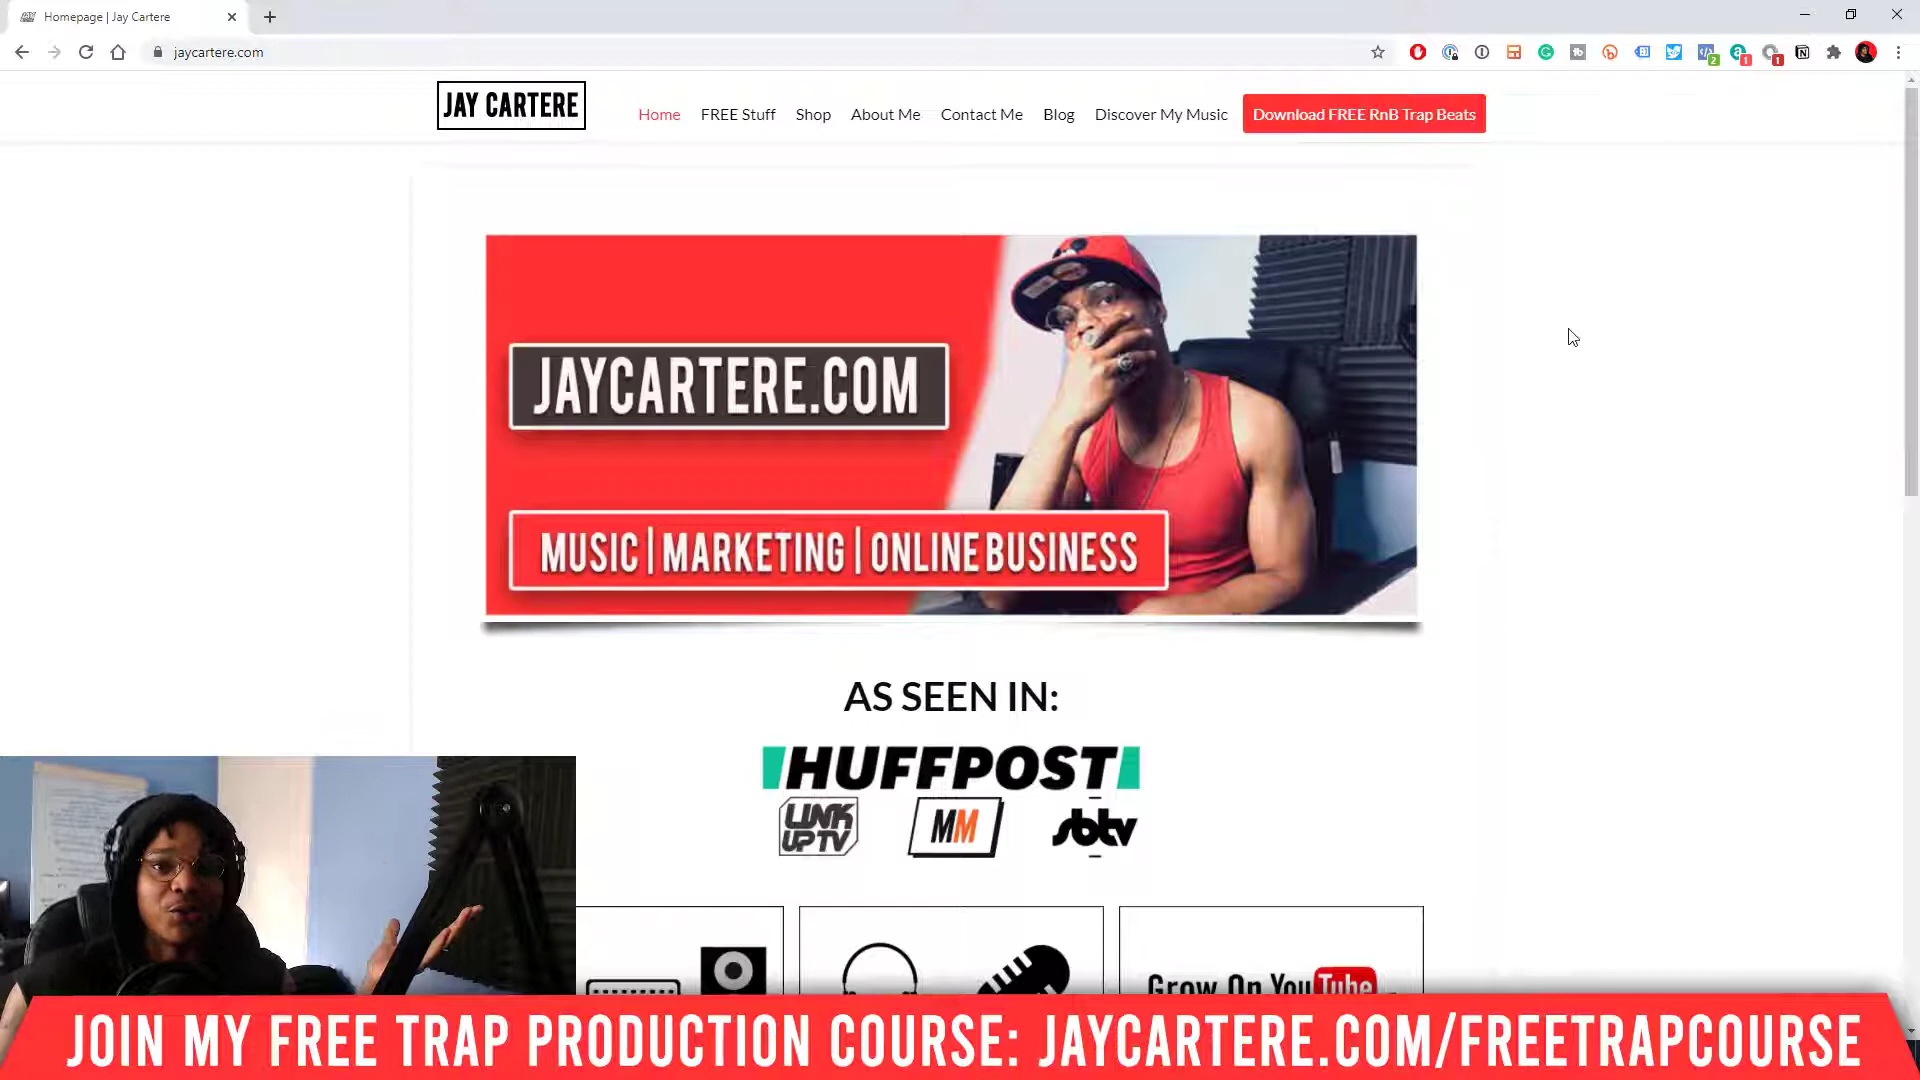 Homepage | Jay Cartere
jaycartere.com
JAY CARTERE
Home FREE Stuff Shop About Me Contact Me Blog Discover My Music Download FREE RnB Trap Beats
JAYCARTERE.COM
MUSIC | MARKETING | ONLINE BUSINESS
AS SEEN IN:
HUFFPOST
LINK UP TV
MM
sbtv
Grow On YouTube
JOIN MY FREE TRAP PRODUCTION COURSE: JAYCARTERE.COM/FREETRAPCOURSE